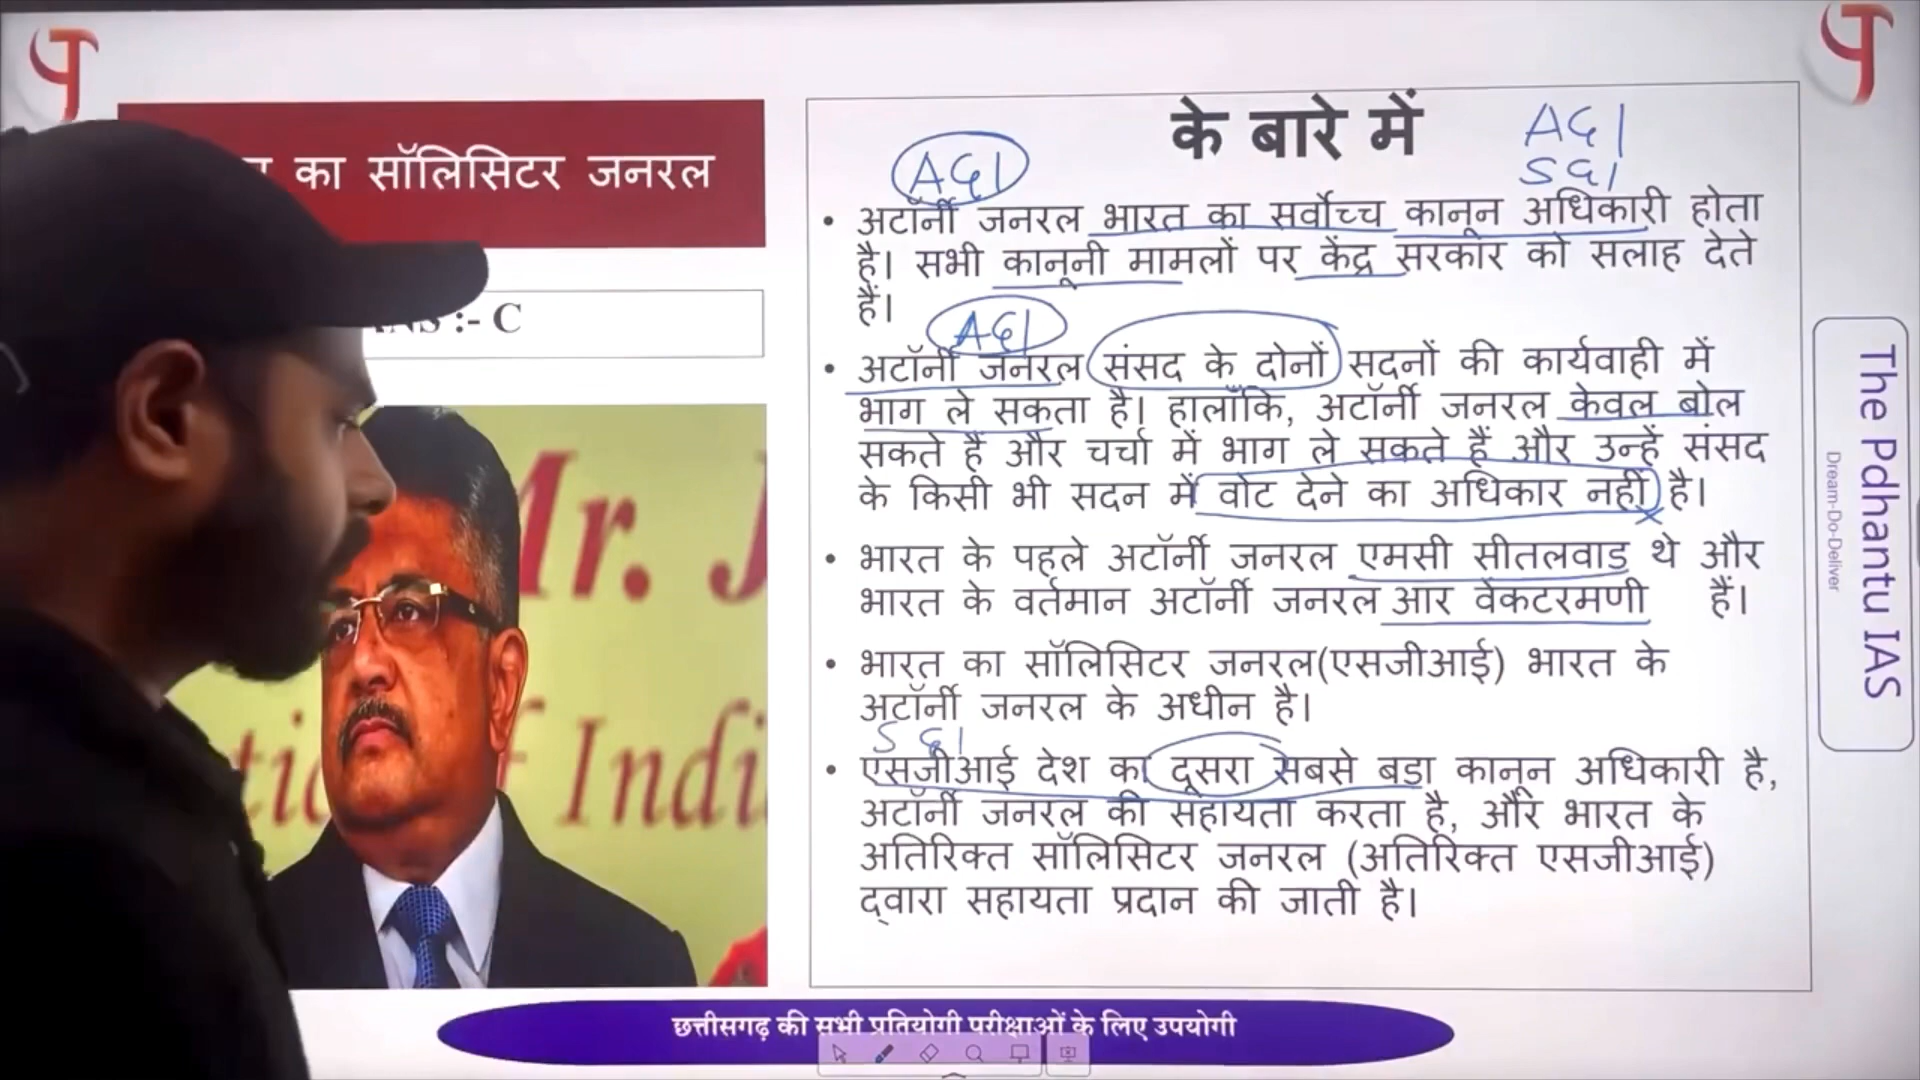 का सॉलिसिटर जनरल
:- C
Mr. J
f Indi
के बारे में
AGI
SGI
AGI
• अटॉर्नी जनरल भारत का सर्वोच्च कानून अधिकारी होता
है। सभी कानूनी मामलों पर केंद्र सरकार को सलाह देते
हैं।
AGI
• अटॉर्नी जनरल संसद के दोनों सदनों की कार्यवाही में
भाग ले सकता है। हालाँकि, अटॉर्नी जनरल केवल बोल
सकते हैं और चर्चा में भाग ले सकते हैं और उन्हें संसद
के किसी भी सदन में वोट देने का अधिकार नहीं है।
• भारत के पहले अटॉर्नी जनरल एमसी सीतलवाड थे और
भारत के वर्तमान अटॉर्नी जनरल आर वेंकटरमणी हैं।
• भारत का सॉलिसिटर जनरल(एसजीआई) भारत के
अटॉर्नी जनरल के अधीन है।
SGI
• एसजीआई देश का दूसरा सबसे बडा कानून अधिकारी है,
अटॉर्नी जनरल की सहायता करता है, और भारत के
अतिरिक्त सॉलिसिटर जनरल (अतिरिक्त एसजीआई)
द्वारा सहायता प्रदान की जाती है।
The Pdhantu IAS
Dream-Do-Deliver
छत्तीसगढ़ की सभी प्रतियोगी परीक्षाओं के लिए उपयोगी